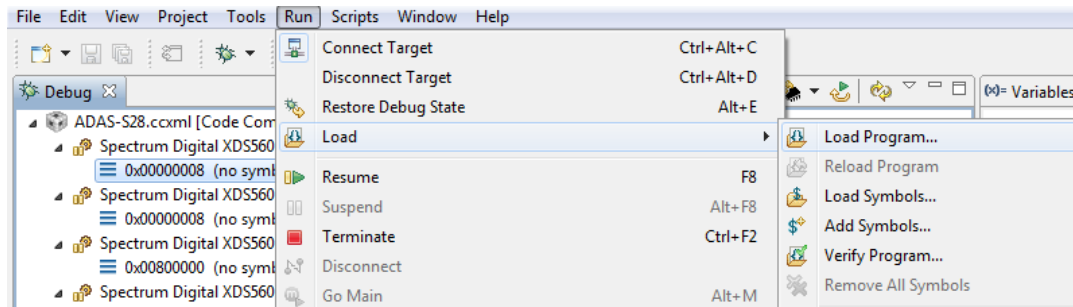 File Edit View Project Tools Run Scripts Window Help
Connect Target Ctrl+Alt+C
Disconnect Target Ctrl+Alt+D
Debug
(x)= Variables
Restore Debug State Alt+E
ADAS-S28.ccxml [Code Com
Load
Load Program...
Spectrum Digital XDS560
0x00000008 (no symb
Resume F8
Reload Program
Spectrum Digital XDS560
Load Symbols...
0x00000008 (no symb
Suspend Alt+F8
Add Symbols...
Spectrum Digital XDS560
Terminate Ctrl+F2
Verify Program...
0x00800000 (no symb
Disconnect
Remove All Symbols
Spectrum Digital XDS560
Go Main Alt+M